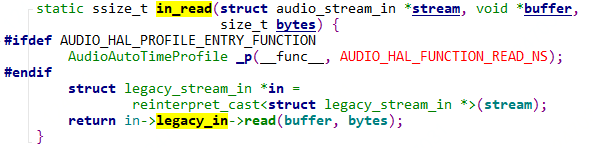 static ssize_t in_read(struct audio_stream_in *stream, void *buffer,
size_t bytes) {
#ifdef AUDIO_HAL_PROFILE_ENTRY_FUNCTION
AudioAutoTimeProfile _p(__func__, AUDIO_HAL_FUNCTION_READ_NS);
#endif
struct legacy_stream_in *in =
reinterpret_cast<struct legacy_stream_in *>(stream);
return in->legacy_in->read(buffer, bytes);
}